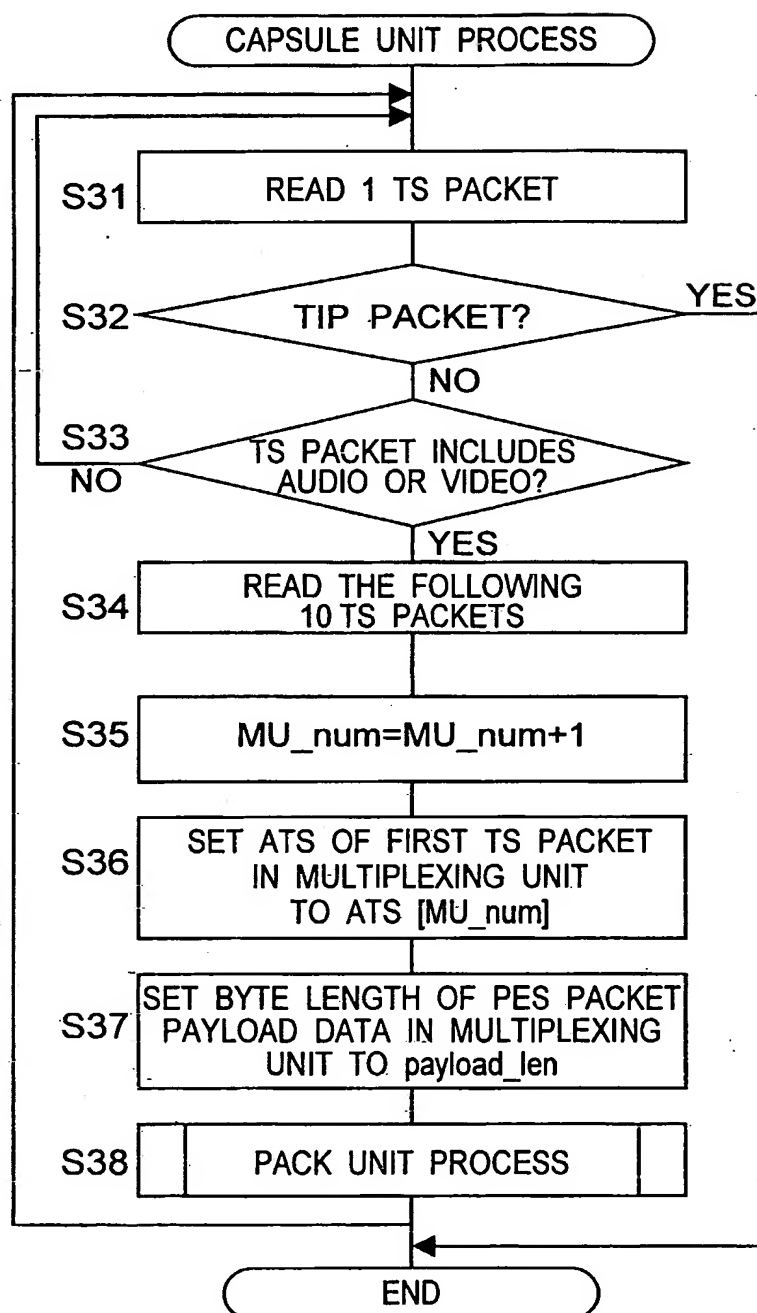 CAPSULE UNIT PROCESS
S31
READ 1 TS PACKET
S32
TIP PACKET?
YES
NO
S33
TS PACKET INCLUDES
AUDIO OR VIDEO?
NO
YES
S34
READ THE FOLLOWING
10 TS PACKETS
S35
MU_num=MU_num+1
S36
SET ATS OF FIRST TS PACKET
IN MULTIPLEXING UNIT
TO ATS [MU_num]
S37
SET BYTE LENGTH OF PES PACKET
PAYLOAD DATA IN MULTIPLEXING
UNIT TO payload_len
S38
PACK UNIT PROCESS
END